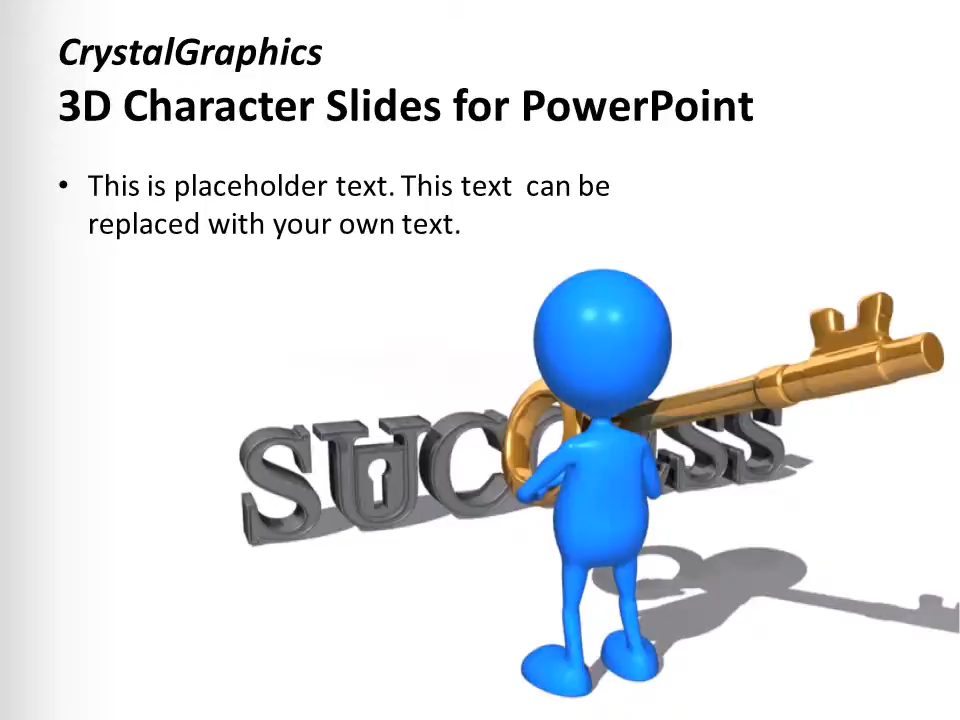 CrystalGraphics
3D Character Slides for PowerPoint
• This is placeholder text. This text  can be
replaced with your own text.
SUCCESS